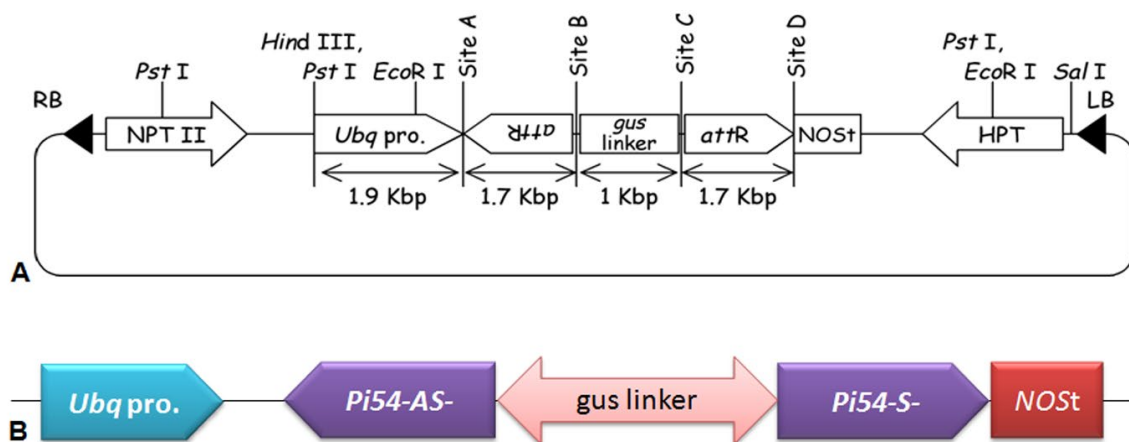 Hind III,
Pst I
Pst I
EcoR I
Site A
Site B
Site C
Site D
Pst I,
EcoR I
Sal I
RB
NPT II
Ubq pro.
attR
gus
linker
attR
NOSt
HPT
LB
1.9 Kbp
1.7 Kbp
1 Kbp
1.7 Kbp
A
Ubq pro.
Pi54-AS-
gus linker
Pi54-S-
NOSt
B